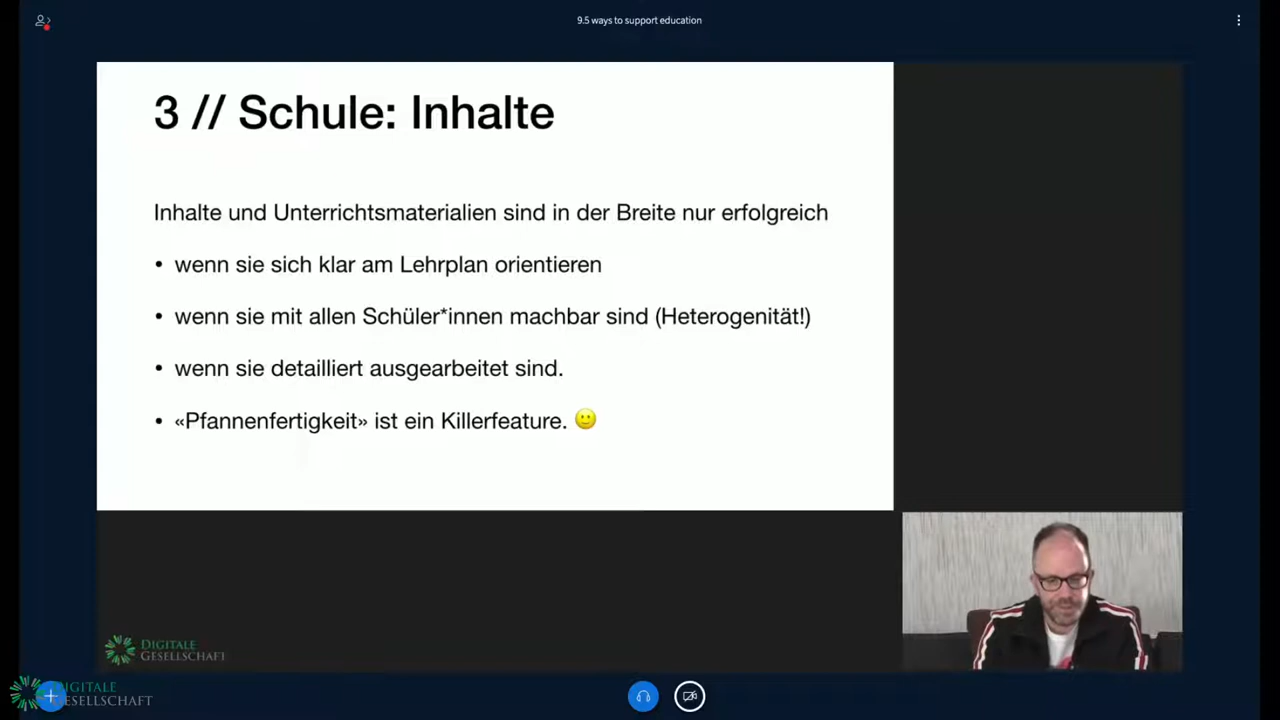 9.5 ways to support education
3 // Schule: Inhalte
Inhalte und Unterrichtsmaterialien sind in der Breite nur erfolgreich
• wenn sie sich klar am Lehrplan orientieren
• wenn sie mit allen Schüler*innen machbar sind (Heterogenität!)
• wenn sie detailliert ausgearbeitet sind.
• «Pfannenfertigkeit» ist ein Killerfeature. 🙂
DIGITALE
GESELLSCHAFT
DIGITALE
GESELLSCHAFT